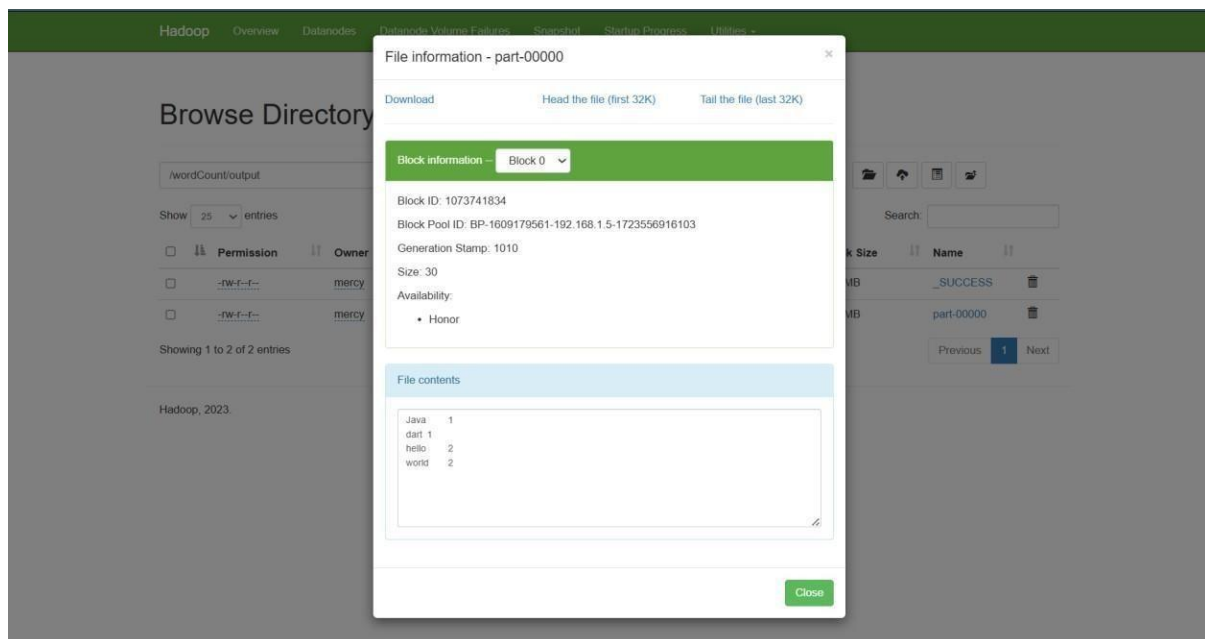 Hadoop Overview Datanodes Datanode Volume Failures Snapshot Startup Progress Utilities
File information - part-00000 ×
Download Head the file (first 32K) Tail the file (last 32K)
Browse Directory
Block information -- Block 0
/wordCount/output
Block ID: 1073741834
Block Pool ID: BP-1609179561-192.168.1.5-1723556916103
Show 25 entries Search:
Generation Stamp: 1010
Permission Owner k Size Name
Size: 30
-rw-r--r-- mercy MB _SUCCESS
Availability:
-rw-r--r-- mercy MB part-00000
• Honor
Showing 1 to 2 of 2 entries Previous 1 Next
File contents
Hadoop, 2023.
Java 1
dart 1
hello 2
world 2
Close